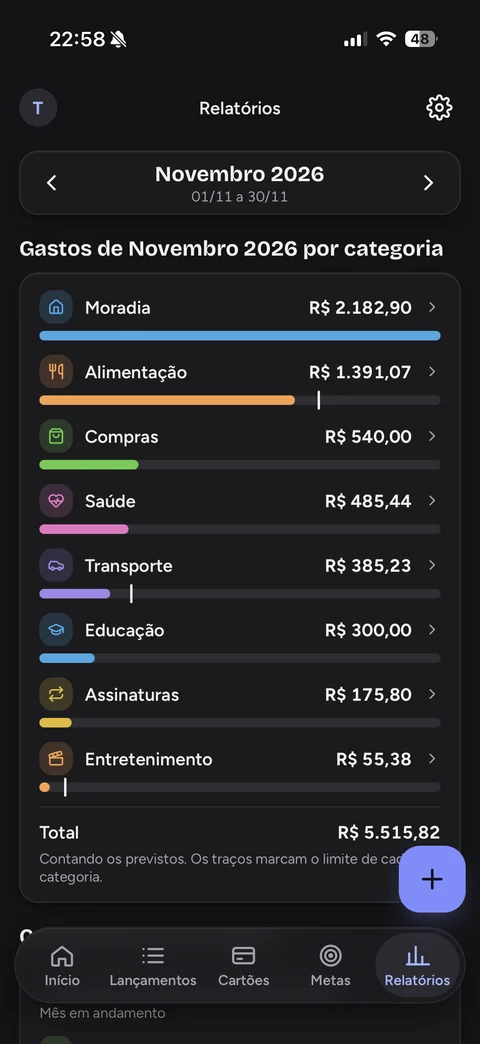 22:58
48
T
Relatórios
Novembro 2026
01/11 a 30/11
Gastos de Novembro 2026 por categoria
Moradia R$ 2.182,90
Alimentação R$ 1.391,07
Compras R$ 540,00
Saúde R$ 485,44
Transporte R$ 385,23
Educação R$ 300,00
Assinaturas R$ 175,80
Entretenimento R$ 55,38
Total R$ 5.515,82
Contando os previstos. Os traços marcam o limite de
categoria.
Início Lançamentos Cartões Metas Relatórios
Mês em andamento